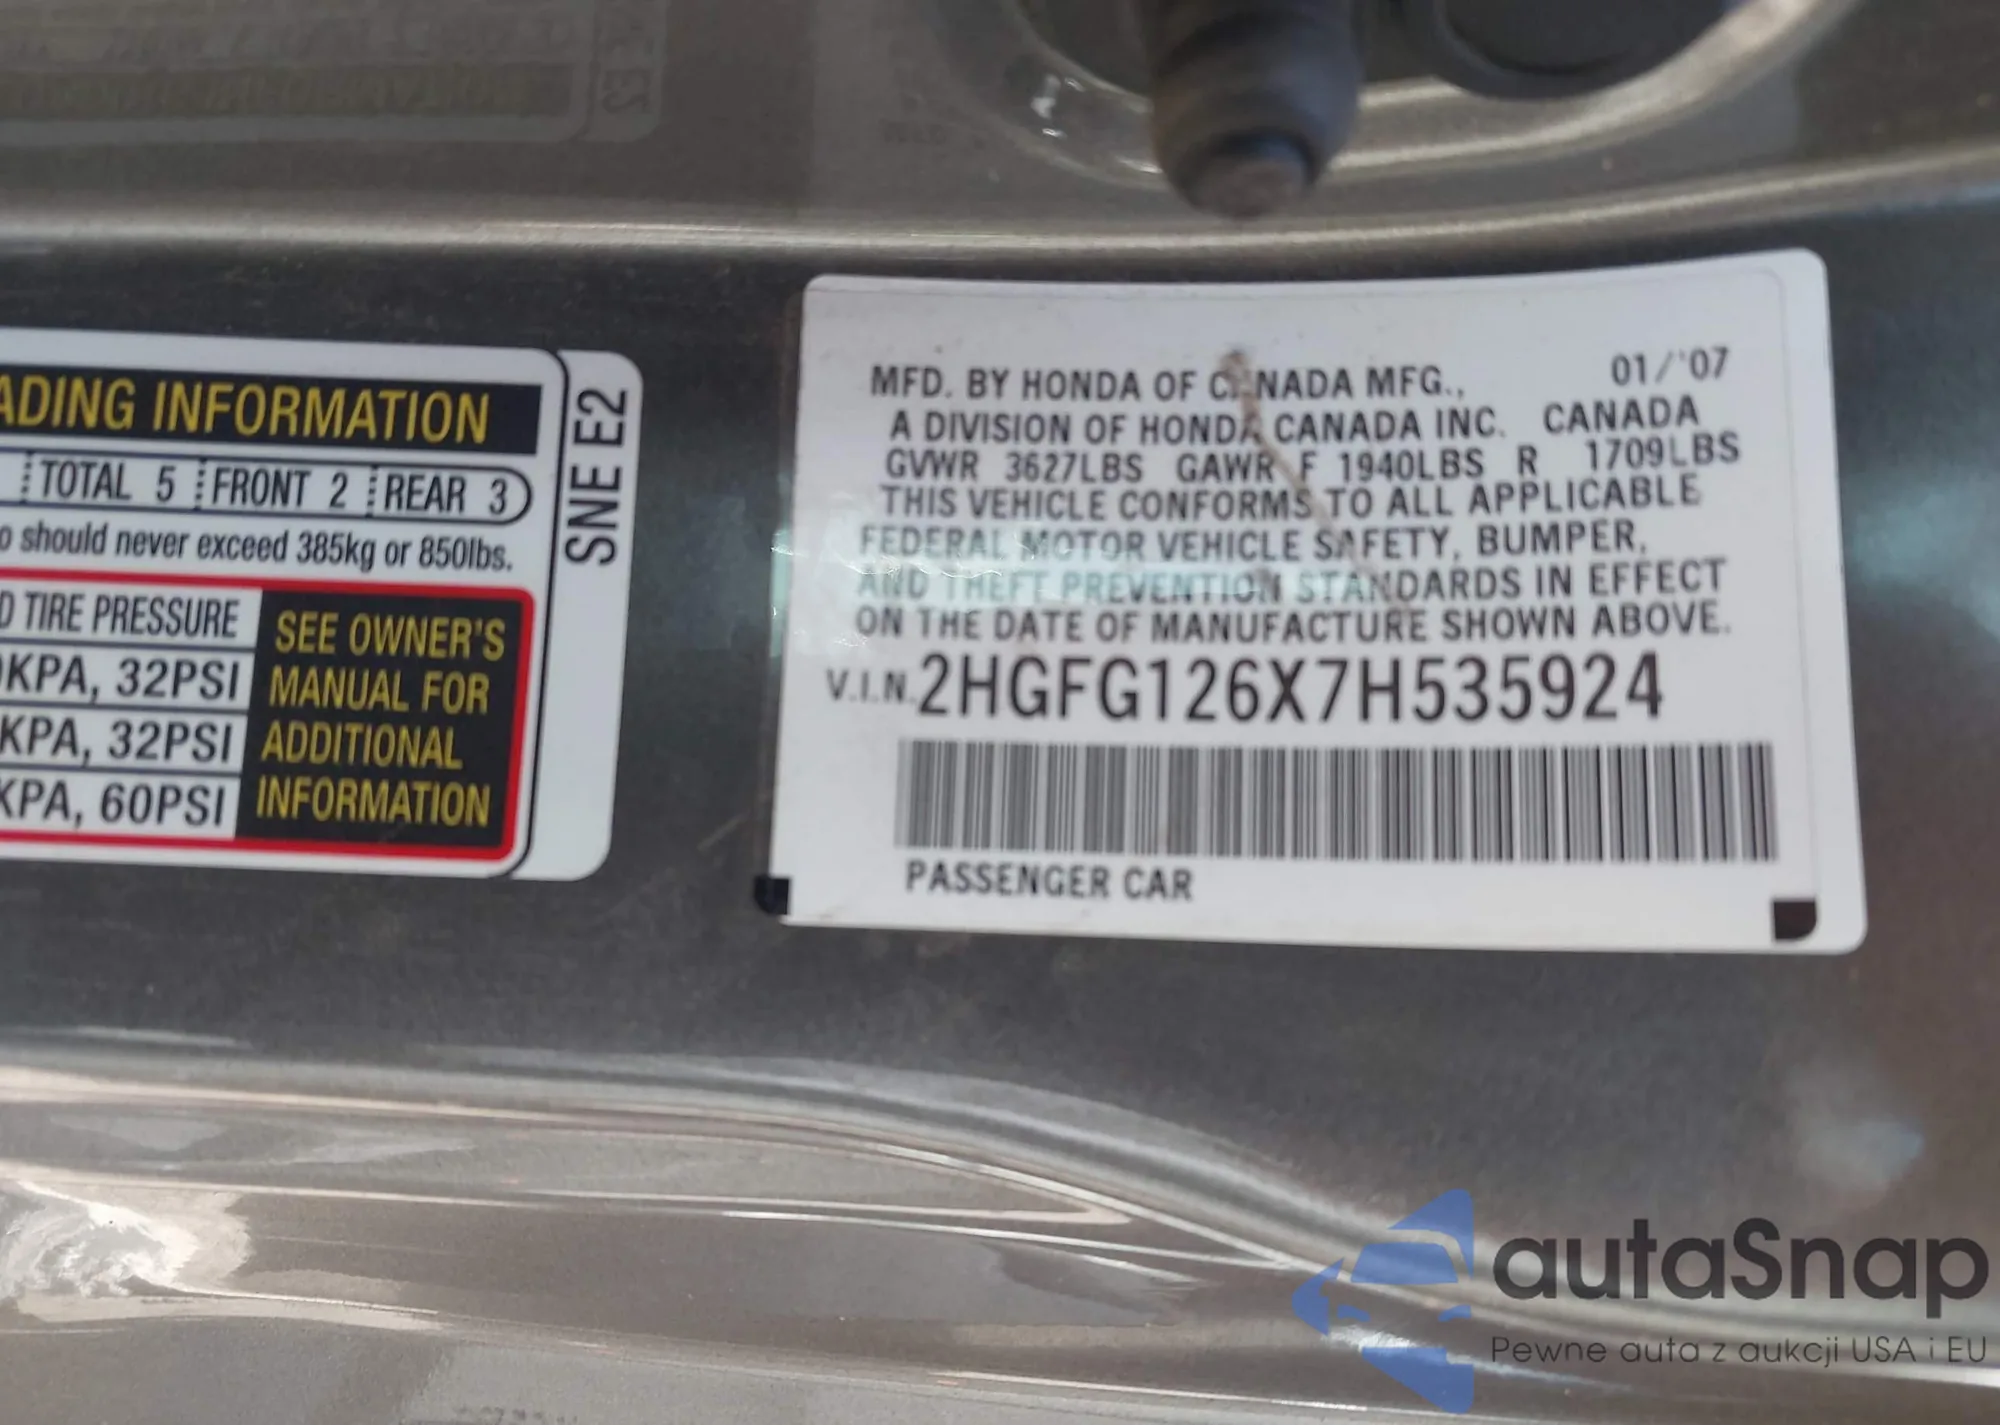 ADING INFORMATION
TOTAL 5 FRONT 2 REAR 3
o should never exceed 385kg or 850lbs.
D TIRE PRESSURE
KPA, 32PSI
KPA, 32PSI
KPA, 60PSI
SEE OWNER'S
MANUAL FOR
ADDITIONAL
INFORMATION
SNE E2
MFD. BY HONDA OF CANADA MFG., 01/'07
A DIVISION OF HONDA CANADA INC. CANADA
GVWR 3627LBS GAWR F 1940LBS R 1709LBS
THIS VEHICLE CONFORMS TO ALL APPLICABLE
FEDERAL MOTOR VEHICLE SAFETY, BUMPER,
AND THEFT PREVENTION STANDARDS IN EFFECT
ON THE DATE OF MANUFACTURE SHOWN ABOVE.
V.I.N. 2HGFG126X7H535924
PASSENGER CAR
autaSnap
Pewne auta z aukcji USA i EU